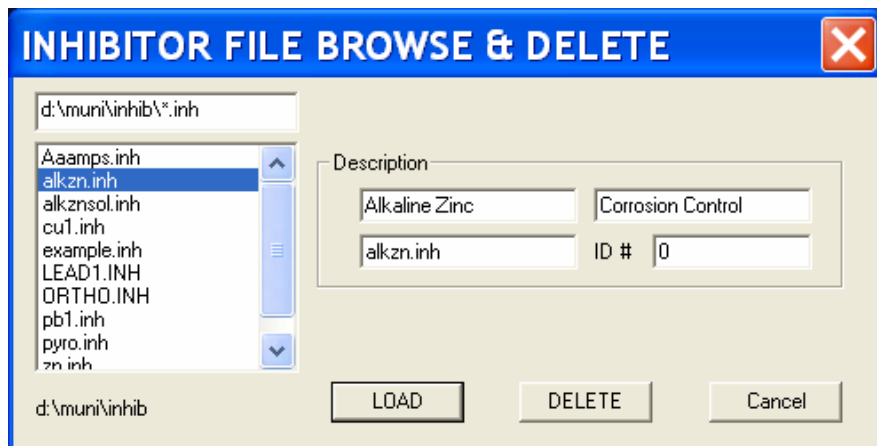 INHIBITOR FILE BROWSE & DELETE
d:\muni\inhib\*.inh
Aaamps.inh
alkzn.inh
alkznsol.inh
cu1.inh
example.inh
LEAD1.INH
ORTHO.INH
pb1.inh
pyro.inh
zn.inh
d:\muni\inhib
Description
Alkaline Zinc Corrosion Control
alkzn.inh ID # 0
LOAD DELETE Cancel